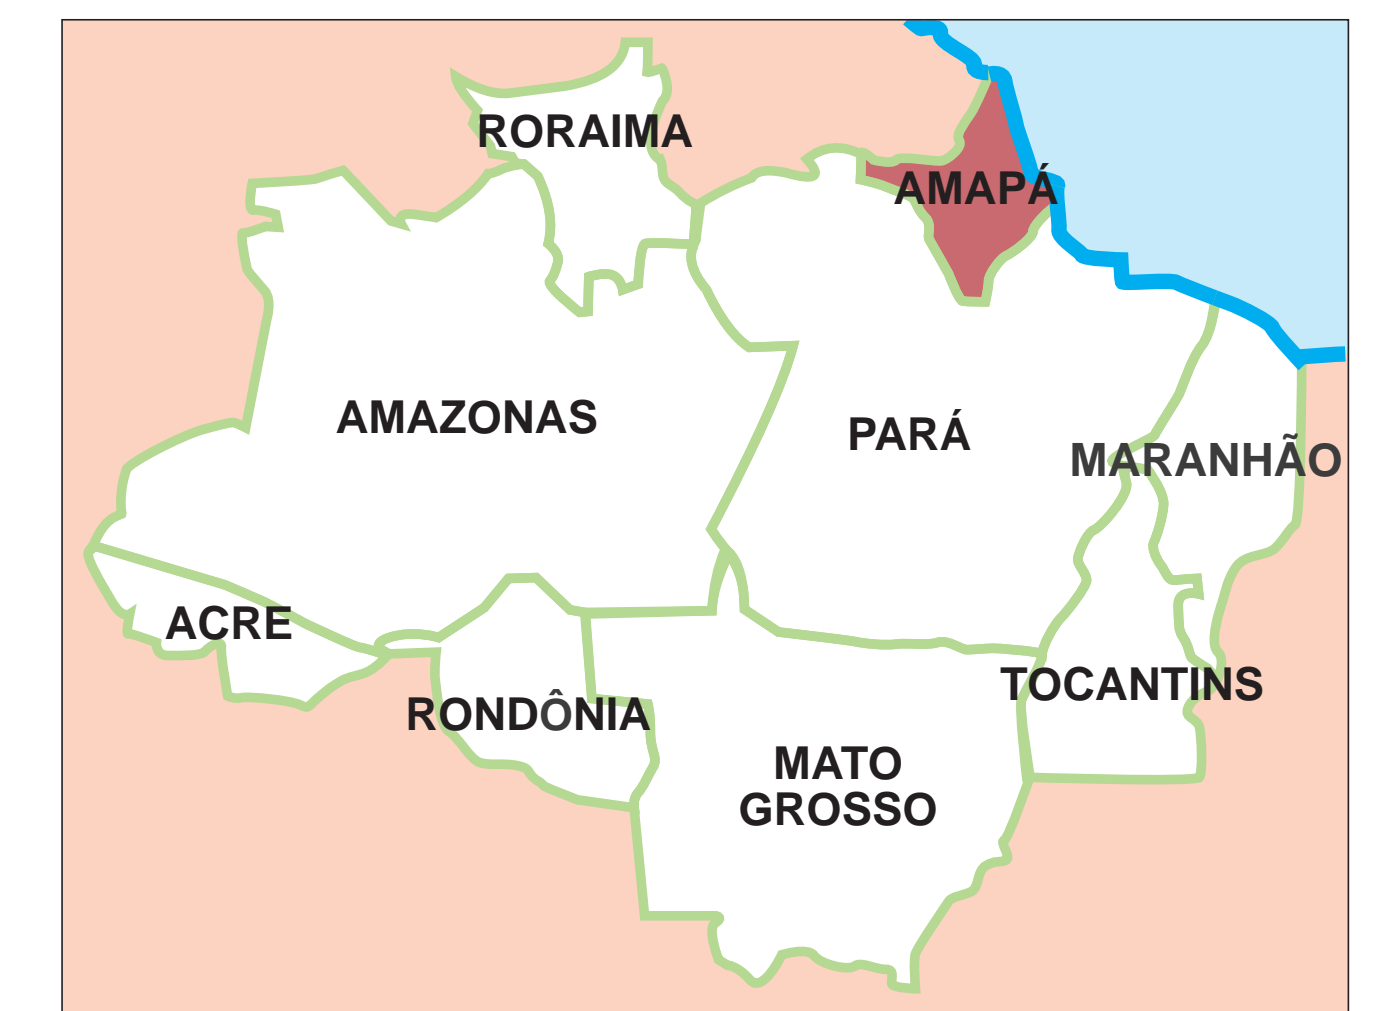 RORAIMA
AMAPÁ
AMAZONAS
PARÁ
MARANHÃO
ACRE
TOCANTINS
RONDÔNIA
MATO
GROSSO